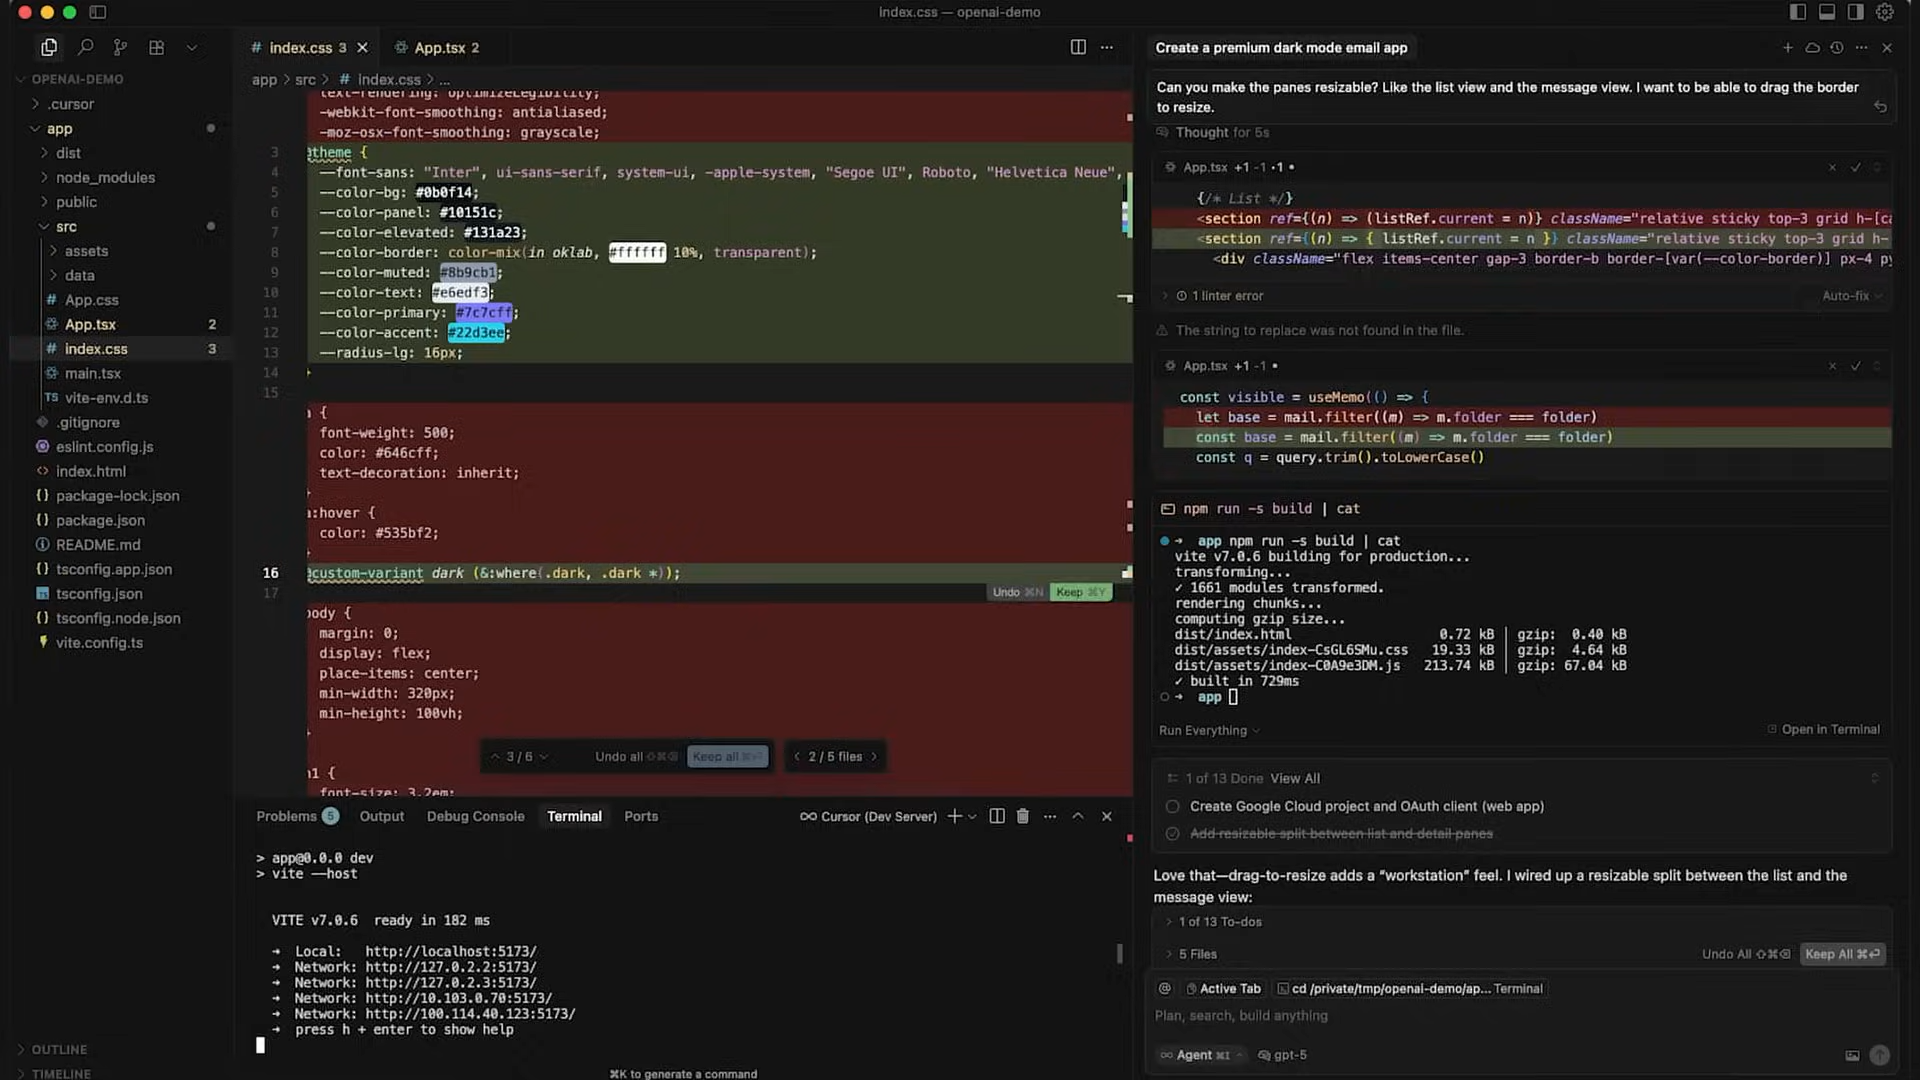 index.css — openai-demo
OPENAI-DEMO
.cursor
app
dist
node_modules
public
src
assets
data
App.css
App.tsx 2
# index.css 3
main.tsx
TS vite-env.d.ts
.gitignore
eslint.config.js
<> index.html
{} package-lock.json
{} package.json
README.md
tsconfig.app.json
TS tsconfig.json
tsconfig.node.json
vite.config.ts
OUTLINE
TIMELINE
# index.css 3
App.tsx 2
app > src > # index.css > ...
text-rendering: optimizeLegibility;
-webkit-font-smoothing: antialiased;
-moz-osx-font-smoothing: grayscale;
3 @theme {
4 --font-sans: "Inter", ui-sans-serif, system-ui, -apple-system, "Segoe UI", Roboto, "Helvetica Neue",
5 --color-bg: #0b0f14;
6 --color-panel: #10151c;
7 --color-elevated: #131a23;
8 --color-border: color-mix(in oklab, #ffffff 10%, transparent);
9 --color-muted: #8b9cb1;
10 --color-text: #e6edf3;
11 --color-primary: #7c7cff;
12 --color-accent: #22d3ee;
13 --radius-lg: 16px;
14 }
15
{
font-weight: 500;
color: #646cff;
text-decoration: inherit;
a:hover {
color: #535bf2;
16 @custom-variant dark (&:where(.dark, .dark *));
17
Undo ⌘N Keep ⌘Y
body {
margin: 0;
display: flex;
place-items: center;
min-width: 320px;
min-height: 100vh;
h1 {
font-size: 3.2em;
3 / 6 Undo all ⇧⌘⌫ Keep all ⌘⏎
2 / 5 files
Problems 5 Output Debug Console Terminal Ports
Cursor (Dev Server)
> app@0.0.0 dev
> vite --host
VITE v7.0.6 ready in 182 ms
➜ Local: http://localhost:5173/
➜ Network: http://127.0.2.2:5173/
➜ Network: http://127.0.2.3:5173/
➜ Network: http://10.103.0.70:5173/
➜ Network: http://100.114.40.123:5173/
➜ press h + enter to show help
⌘K to generate a command
Create a premium dark mode email app
Can you make the panes resizable? Like the list view and the message view. I want to be able to drag the border
to resize.
Thought for 5s
App.tsx +1 -1 •1 •
{/* List */}
<section ref={(n) => (listRef.current = n)} className="relative sticky top-3 grid h-[ca
<section ref={(n) => { listRef.current = n }} className="relative sticky top-3 grid h-
<div className="flex items-center gap-3 border-b border-[var(--color-border)] px-4 py
1 linter error
Auto-fix
The string to replace was not found in the file.
App.tsx +1 -1 •
const visible = useMemo(() => {
let base = mail.filter((m) => m.folder === folder)
const base = mail.filter((m) => m.folder === folder)
const q = query.trim().toLowerCase()
npm run -s build | cat
➜ app npm run -s build | cat
vite v7.0.6 building for production...
transforming...
✓ 1661 modules transformed.
rendering chunks...
computing gzip size...
dist/index.html 0.72 kB │ gzip: 0.40 kB
dist/assets/index-CsGL6SMu.css 19.33 kB │ gzip: 4.64 kB
dist/assets/index-C0A9e3DM.js 213.74 kB │ gzip: 67.04 kB
✓ built in 729ms
➜ app
Run Everything
Open in Terminal
1 of 13 Done View All
Create Google Cloud project and OAuth client (web app)
Add resizable split between list and detail panes
Love that—drag-to-resize adds a “workstation” feel. I wired up a resizable split between the list and the
message view:
1 of 13 To-dos
5 Files
Undo All ⇧⌘⌫ Keep All ⌘⏎
@ Active Tab cd /private/tmp/openai-demo/ap... Terminal
Plan, search, build anything
Agent ⌘I gpt-5